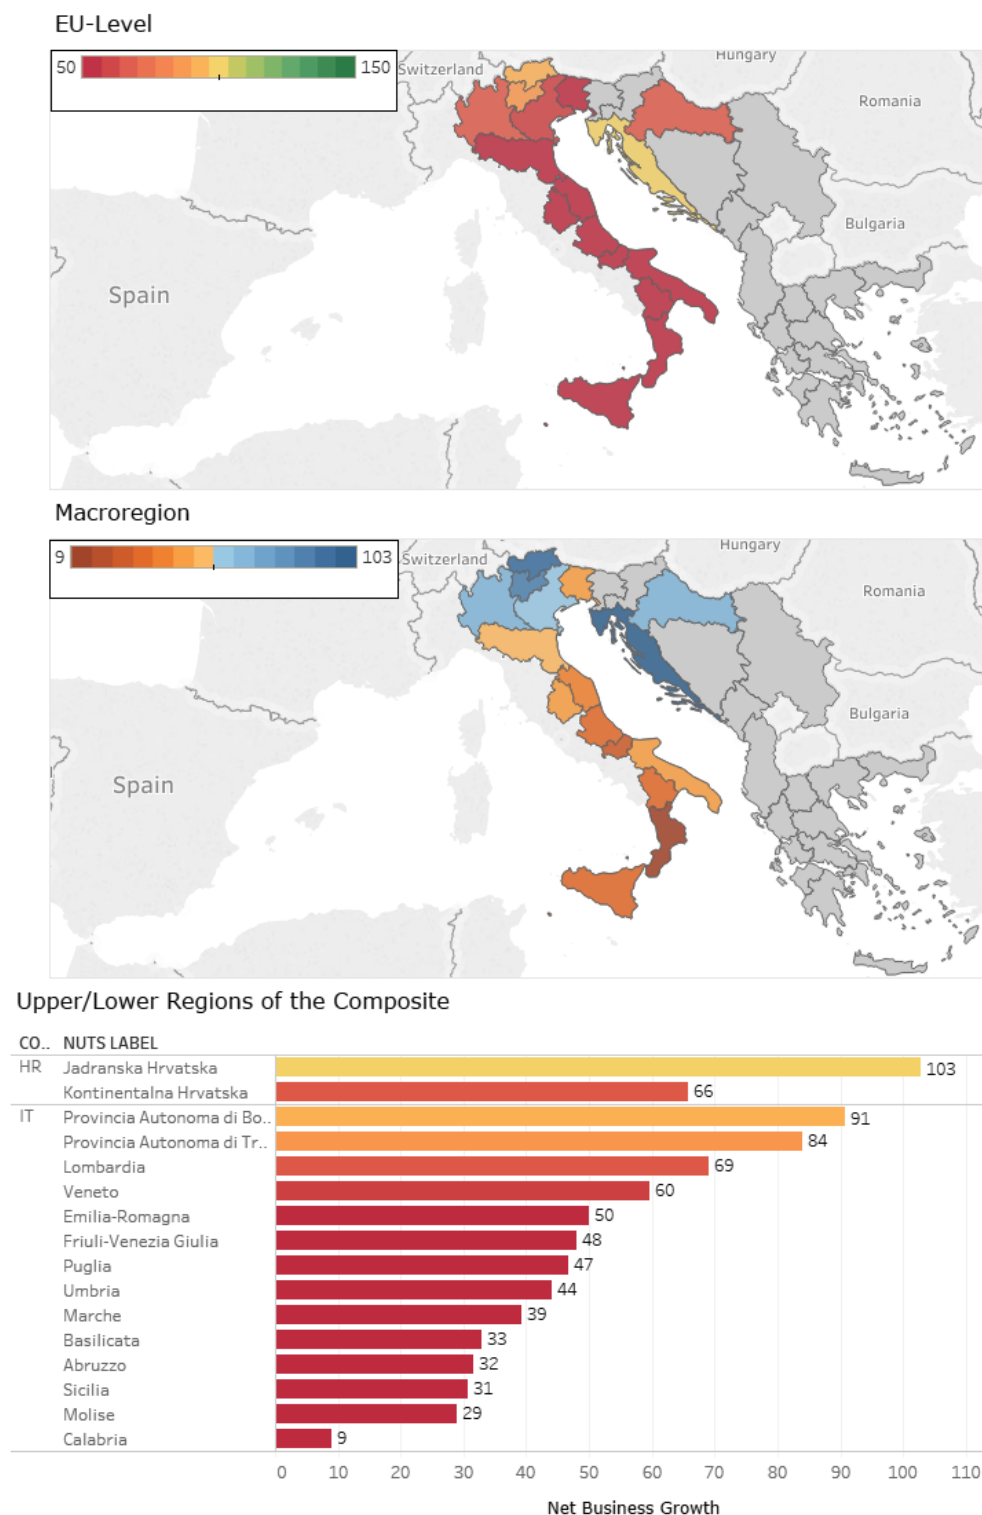 EU-Level
50 150
Switzerland
Hungary
Romania
Bulgaria
Spain
Macroregion
9 103
Switzerland
Hungary
Romania
Bulgaria
Spain
Upper/Lower Regions of the Composite
CO.. NUTS LABEL
HR Jadranska Hrvatska 103
Kontinentalna Hrvatska 66
IT Provincia Autonoma di Bo.. 91
Provincia Autonoma di Tr.. 84
Lombardia 69
Veneto 60
Emilia-Romagna 50
Friuli-Venezia Giulia 48
Puglia 47
Umbria 44
Marche 39
Basilicata 33
Abruzzo 32
Sicilia 31
Molise 29
Calabria 9
0 10 20 30 40 50 60 70 80 90 100 110
Net Business Growth